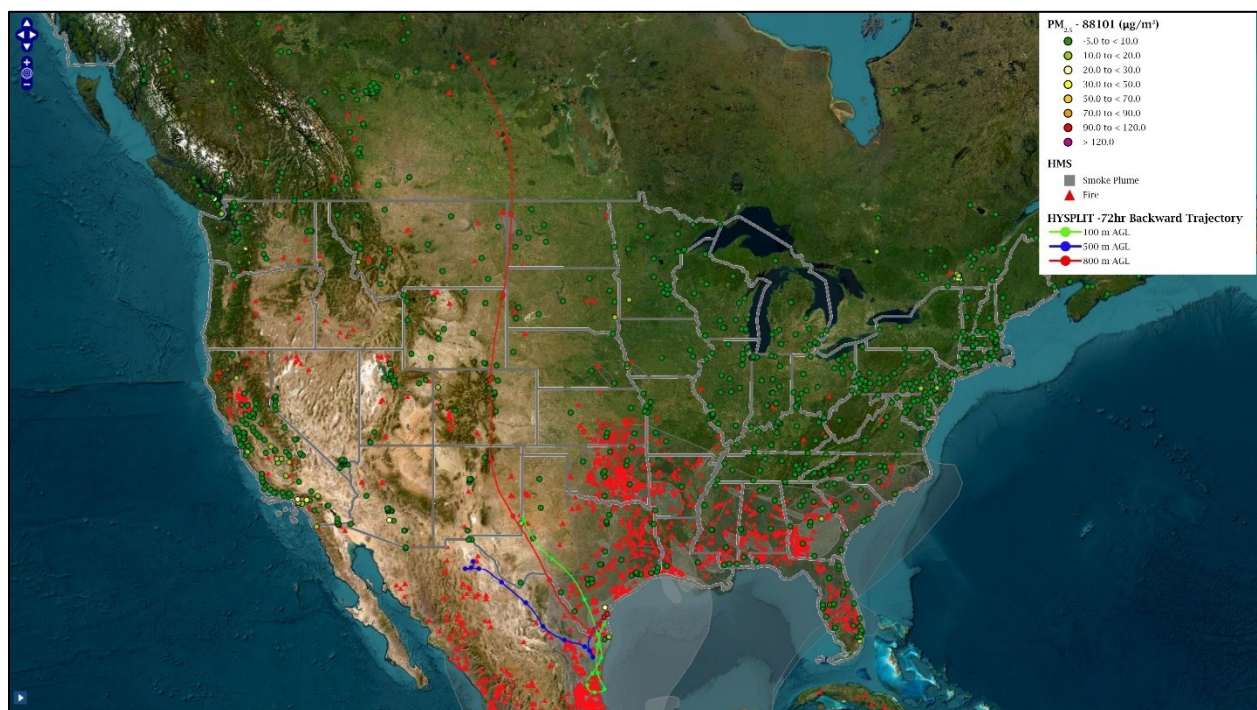 PM2.5 - 88101 (µg/m³)
-5.0 to < 10.0
10.0 to < 20.0
20.0 to < 30.0
30.0 to < 50.0
50.0 to < 70.0
70.0 to < 90.0
90.0 to < 120.0
> 120.0
HMS
Smoke Plume
Fire
HYSPLIT -72hr Backward Trajectory
100 m AGL
500 m AGL
800 m AGL